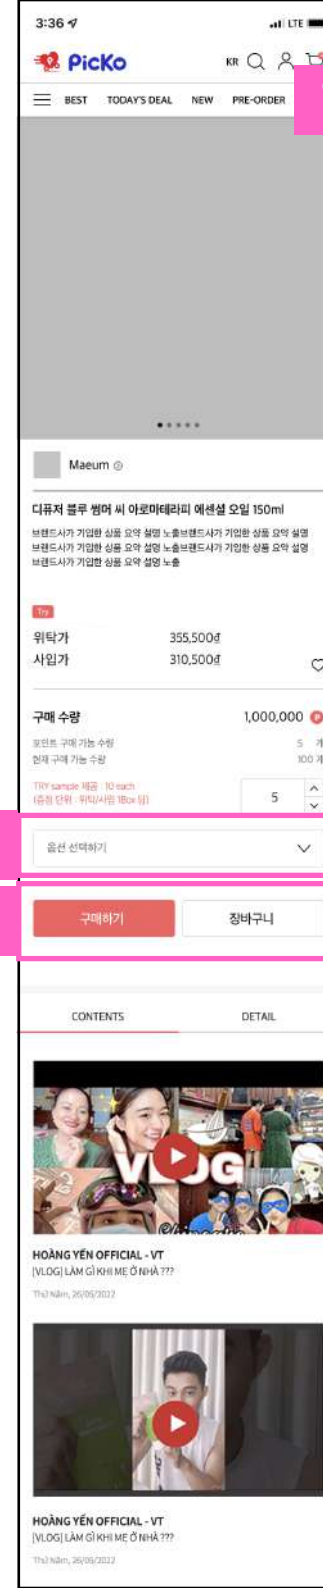 3:36
LTE
PicKo
KR
BEST TODAY'S DEAL NEW PRE-ORDER
Maeum
디퓨저 블루 썸머 씨 아로마테라피 에센셜 오일 150ml
브랜드사가 기입한 상품 요약 설명 노출브랜드사가 기입한 상품 요약 설명
브랜드사가 기입한 상품 요약 설명 노출브랜드사가 기입한 상품 요약 설명
브랜드사가 기입한 상품 요약 설명 노출
Try
위탁가 355,500đ
사입가 310,500đ
구매 수량 1,000,000 P
포인트 구매 가능 수량 5 개
현재 구매 가능 수량 100 개
TRY sample 제공 : 10 each
(증정 단위 : 위탁/사입 1Box 당)
5
옵션 선택하기
구매하기 장바구니
CONTENTS DETAIL
VLOG
HOÀNG YẾN OFFICIAL - VT
[VLOG] LÀM GÌ KHI MẸ Ở NHÀ ???
Thứ Năm, 26/05/2022
HOÀNG YẾN OFFICIAL - VT
[VLOG] LÀM GÌ KHI MẸ Ở NHÀ ???
Thứ Năm, 26/05/2022